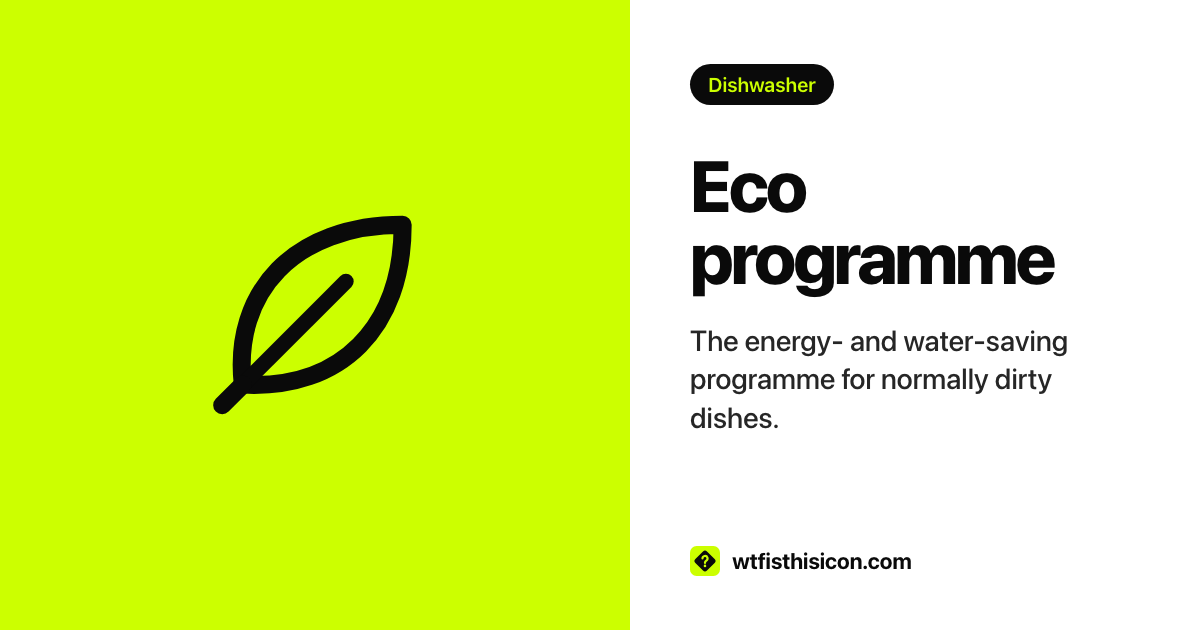 Dishwasher
Eco
programme
The energy- and water-saving
programme for normally dirty
dishes.
?
wtfisthisicon.com